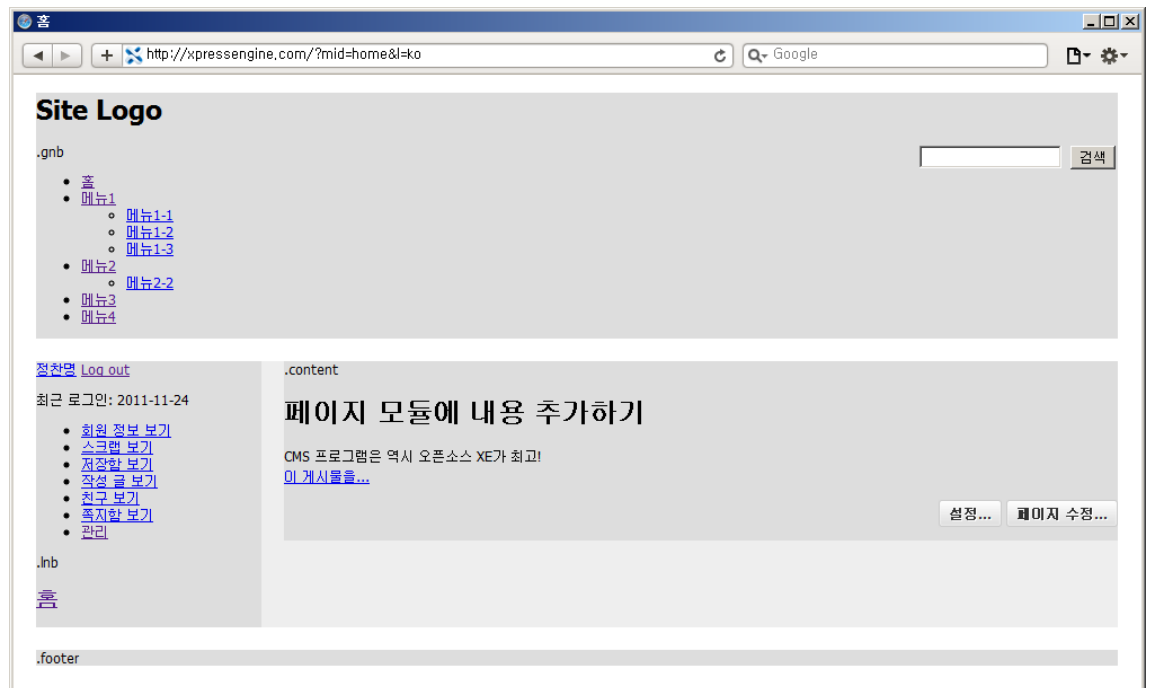 홈
http://xpressengine.com/?mid=home&l=ko
Google
Site Logo
.gnb
검색
홈
메뉴1
메뉴1-1
메뉴1-2
메뉴1-3
메뉴2
메뉴2-2
메뉴3
메뉴4
정찬명 Log out
최근 로그인: 2011-11-24
회원 정보 보기
스크랩 보기
저장함 보기
작성 글 보기
친구 보기
쪽지함 보기
관리
.lnb
홈
.content
페이지 모듈에 내용 추가하기
CMS 프로그램은 역시 오픈소스 XE가 최고!
이 게시물을...
설정... 페이지 수정...
.footer